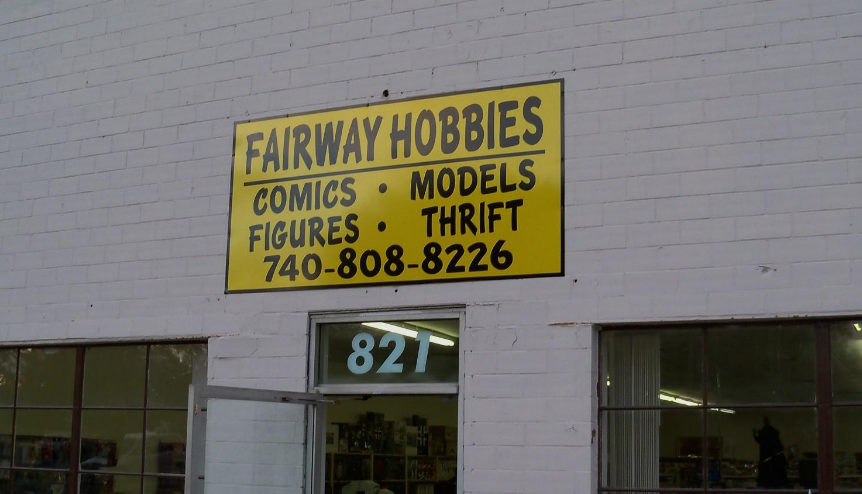 FAIRWAY HOBBIES
COMICS • MODELS
FIGURES • THRIFT
740-808-8226
821